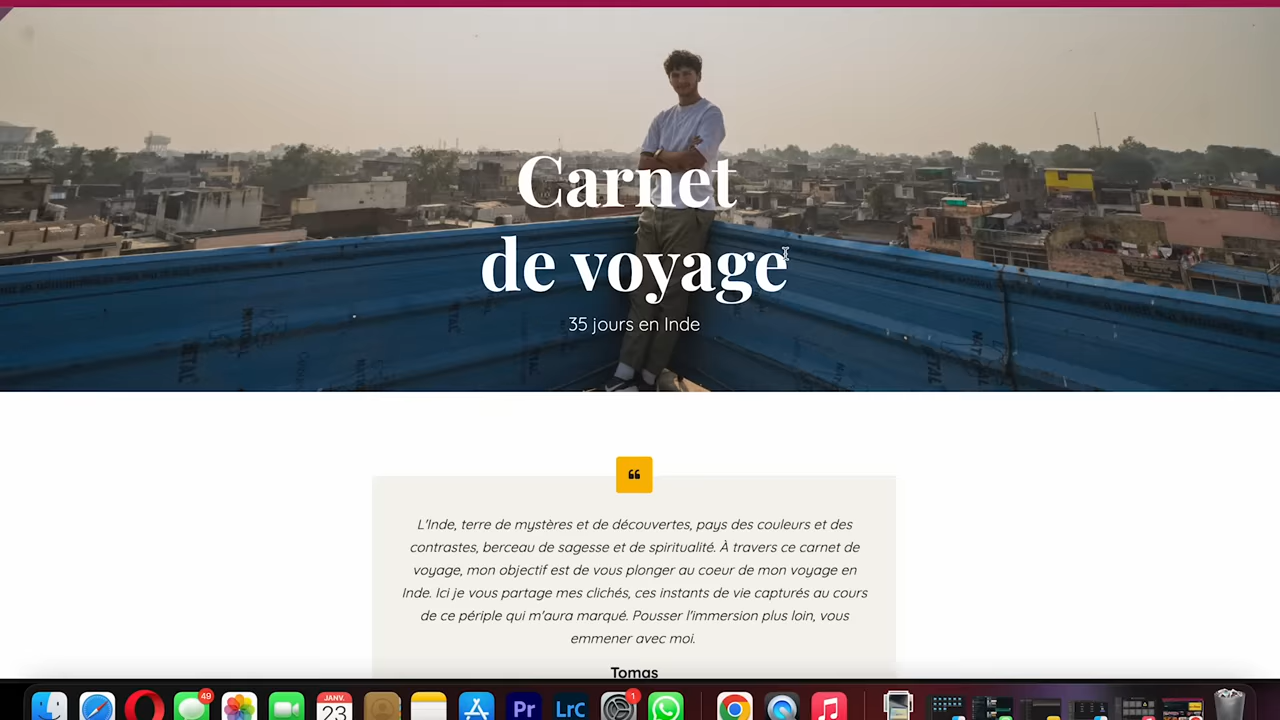 Carnet
de voyage
35 jours en Inde
L'Inde, terre de mystères et de découvertes, pays des couleurs et des
contrastes, berceau de sagesse et de spiritualité. À travers ce carnet de
voyage, mon objectif est de vous plonger au coeur de mon voyage en
Inde. Ici je vous partage mes clichés, ces instants de vie capturés au cours
de ce périple qui m'aura marqué. Pousser l'immersion plus loin, vous
emmener avec moi.
Tomas
49
JANV.
23
Pr
Lrc
1